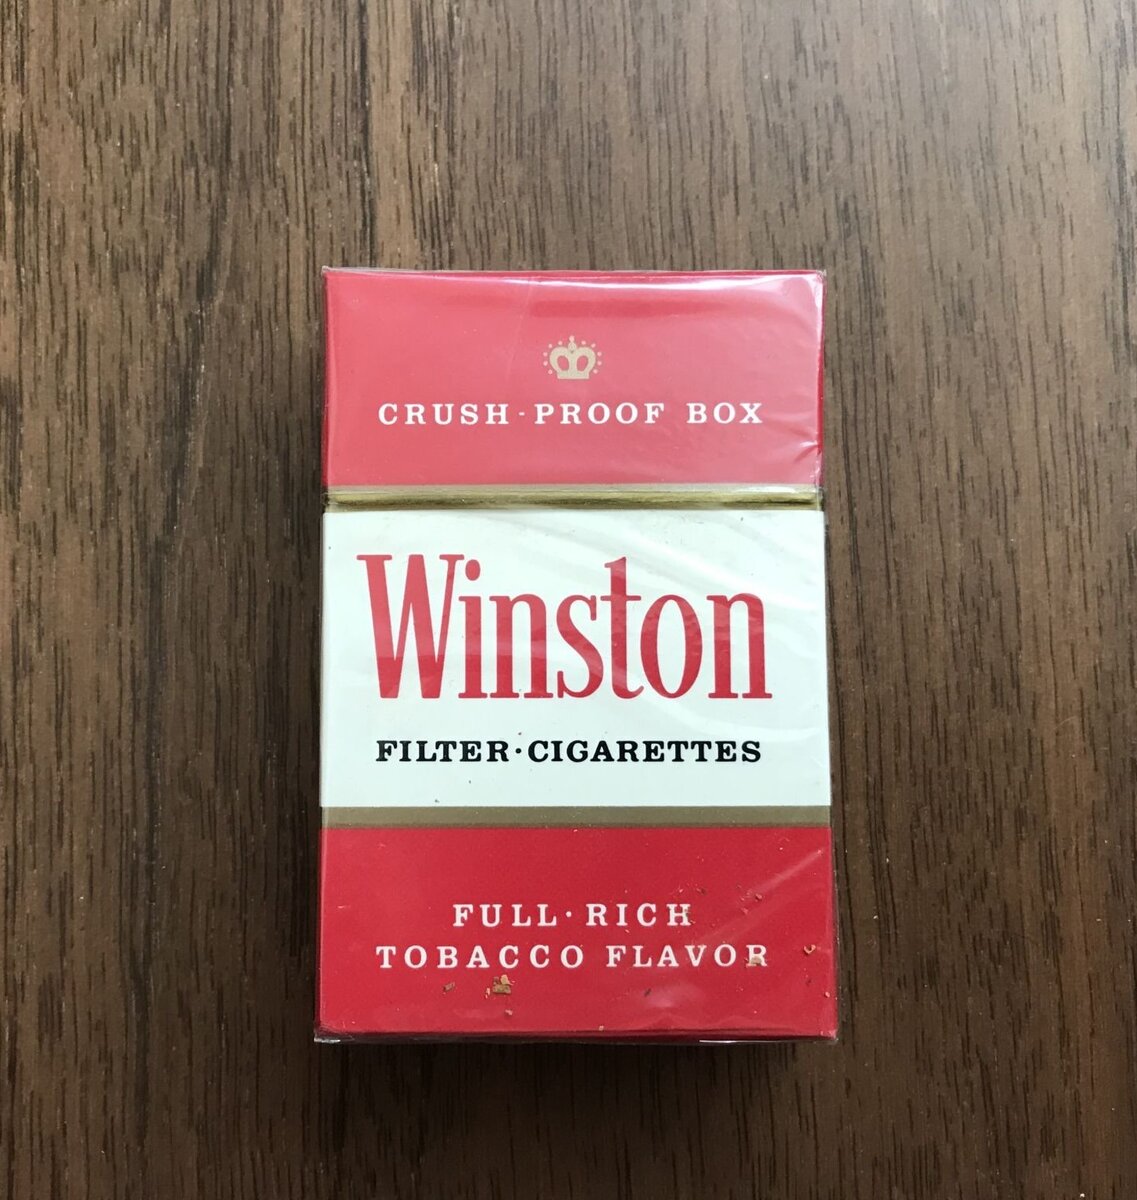 CRUSH-PROOF BOX
Winston
FILTER·CIGARETTES
FULL·RICH
TOBACCO FLAVOR